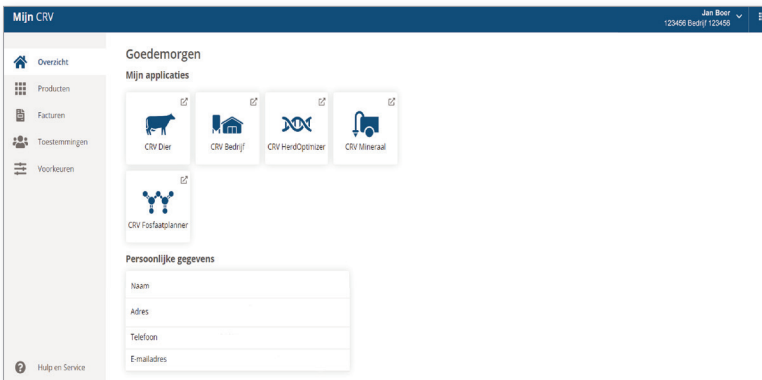 Mijn CRV
Jan Boer
123456 Bedrijf 123456
Overzicht
Producten
Facturen
Toestemmingen
Voorkeuren
Hulp en Service
Goedemorgen
Mijn applicaties
CRV Dier
CRV Bedrijf
CRV HerdOptimizer
CRV Mineraal
CRV Fosfaatplanner
Persoonlijke gegevens
Naam
Adres
Telefoon
E-mailadres